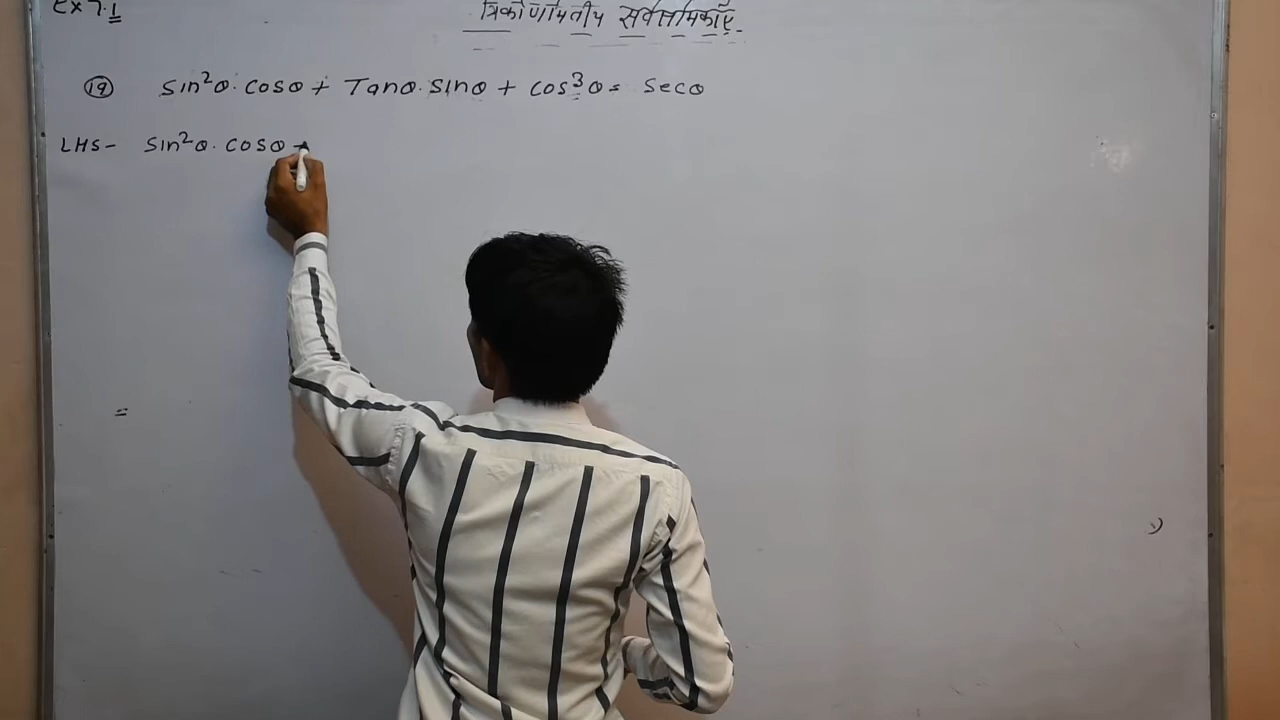 Ex 7.1
त्रिकोणमितीय सर्वसमिकाएँ
(19) sin²θ·cosθ + Tanθ·sinθ + cos³θ = secθ
LHS- sin²θ·cosθ +
=